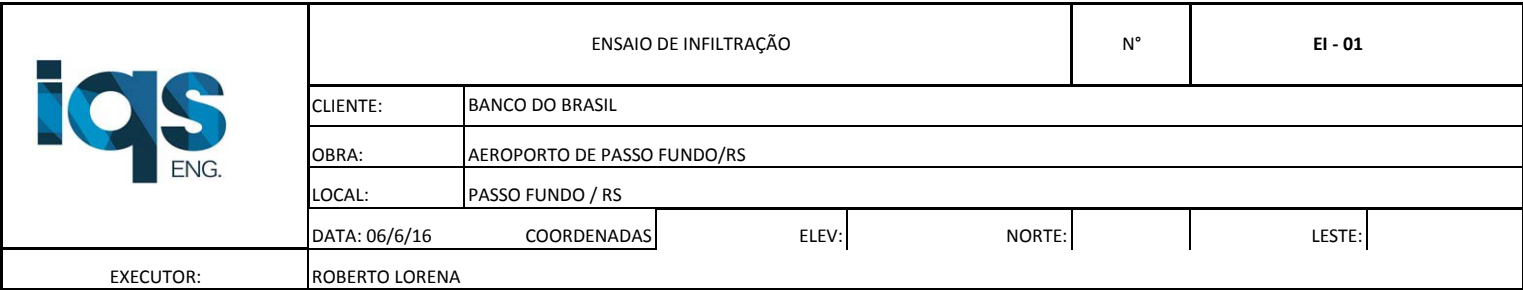 iqs
ENG.
ENSAIO DE INFILTRAÇÃO N° EI - 01
CLIENTE: BANCO DO BRASIL
OBRA: AEROPORTO DE PASSO FUNDO/RS
LOCAL: PASSO FUNDO / RS
DATA: 06/6/16 COORDENADAS ELEV: NORTE: LESTE:
EXECUTOR: ROBERTO LORENA